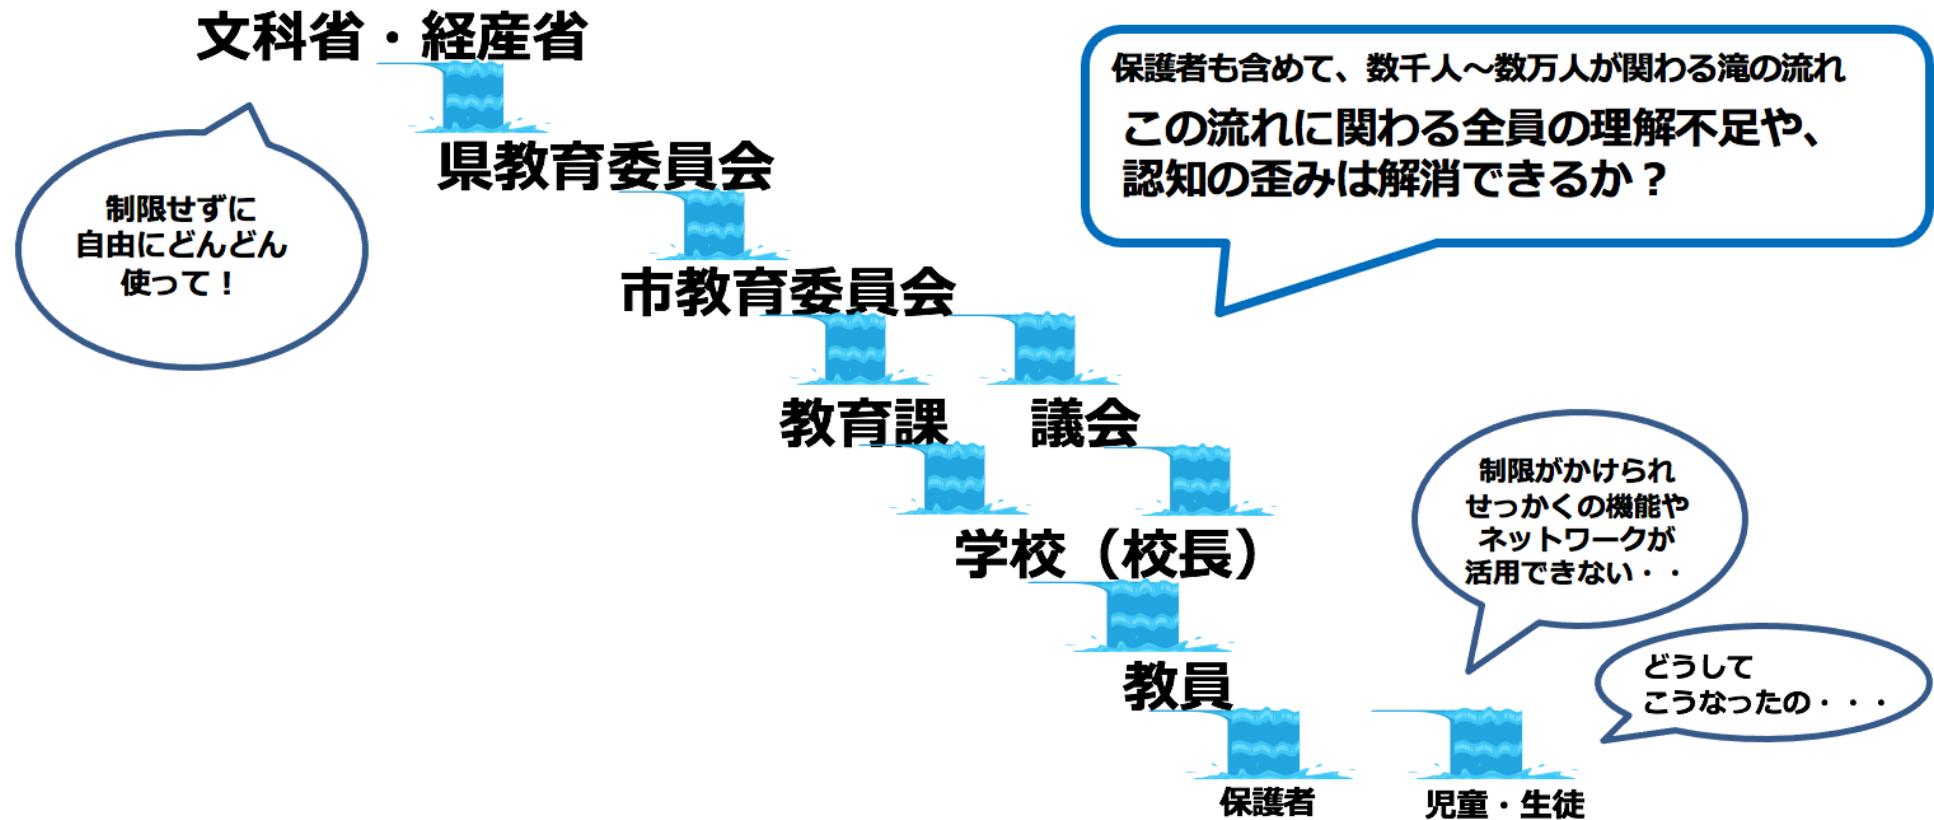 文科省・経産省
保護者も含めて、数千人～数万人が関わる滝の流れ
この流れに関わる全員の理解不足や、
認知の歪みは解消できるか？
県教育委員会
制限せずに
自由にどんどん
使って！
市教育委員会
教育課
議会
学校（校長）
制限がかけられ
せっかくの機能や
ネットワークが
活用できない・・
教員
どうして
こうなったの・・・
保護者
児童・生徒